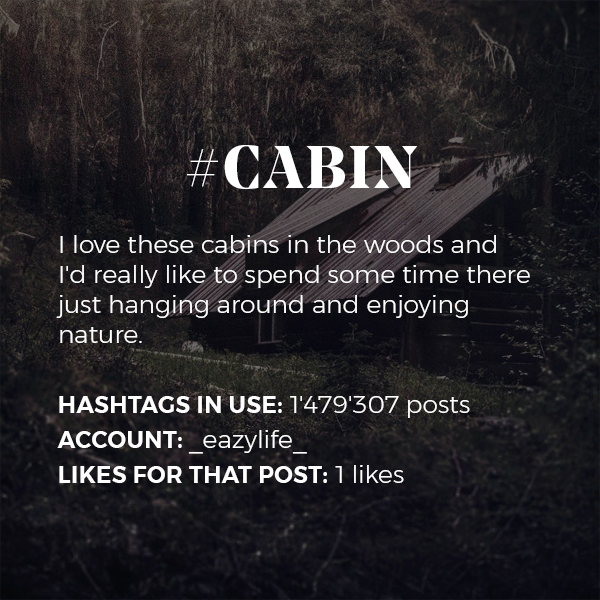 #CABIN
I love these cabins in the woods and
I'd really like to spend some time there
just hanging around and enjoying
nature.
HASHTAGS IN USE: 1'479'307 posts
ACCOUNT: _eazylife_
LIKES FOR THAT POST: 1 likes